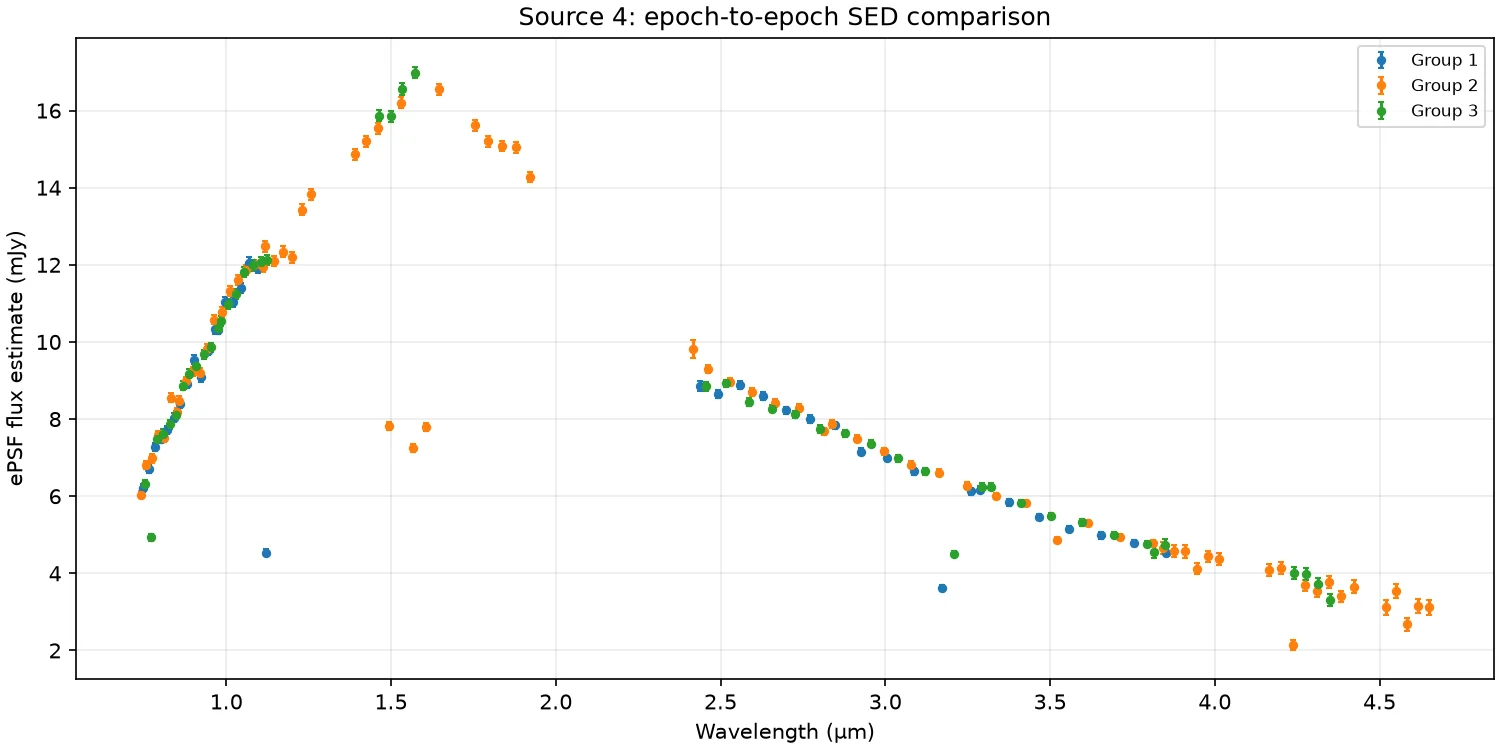 Source 4: epoch-to-epoch SED comparison
ePSF flux estimate (mJy)
16
14
12
10
8
6
4
2
Group 1
Group 2
Group 3
1.0 1.5 2.0 2.5 3.0 3.5 4.0 4.5
Wavelength (μm)